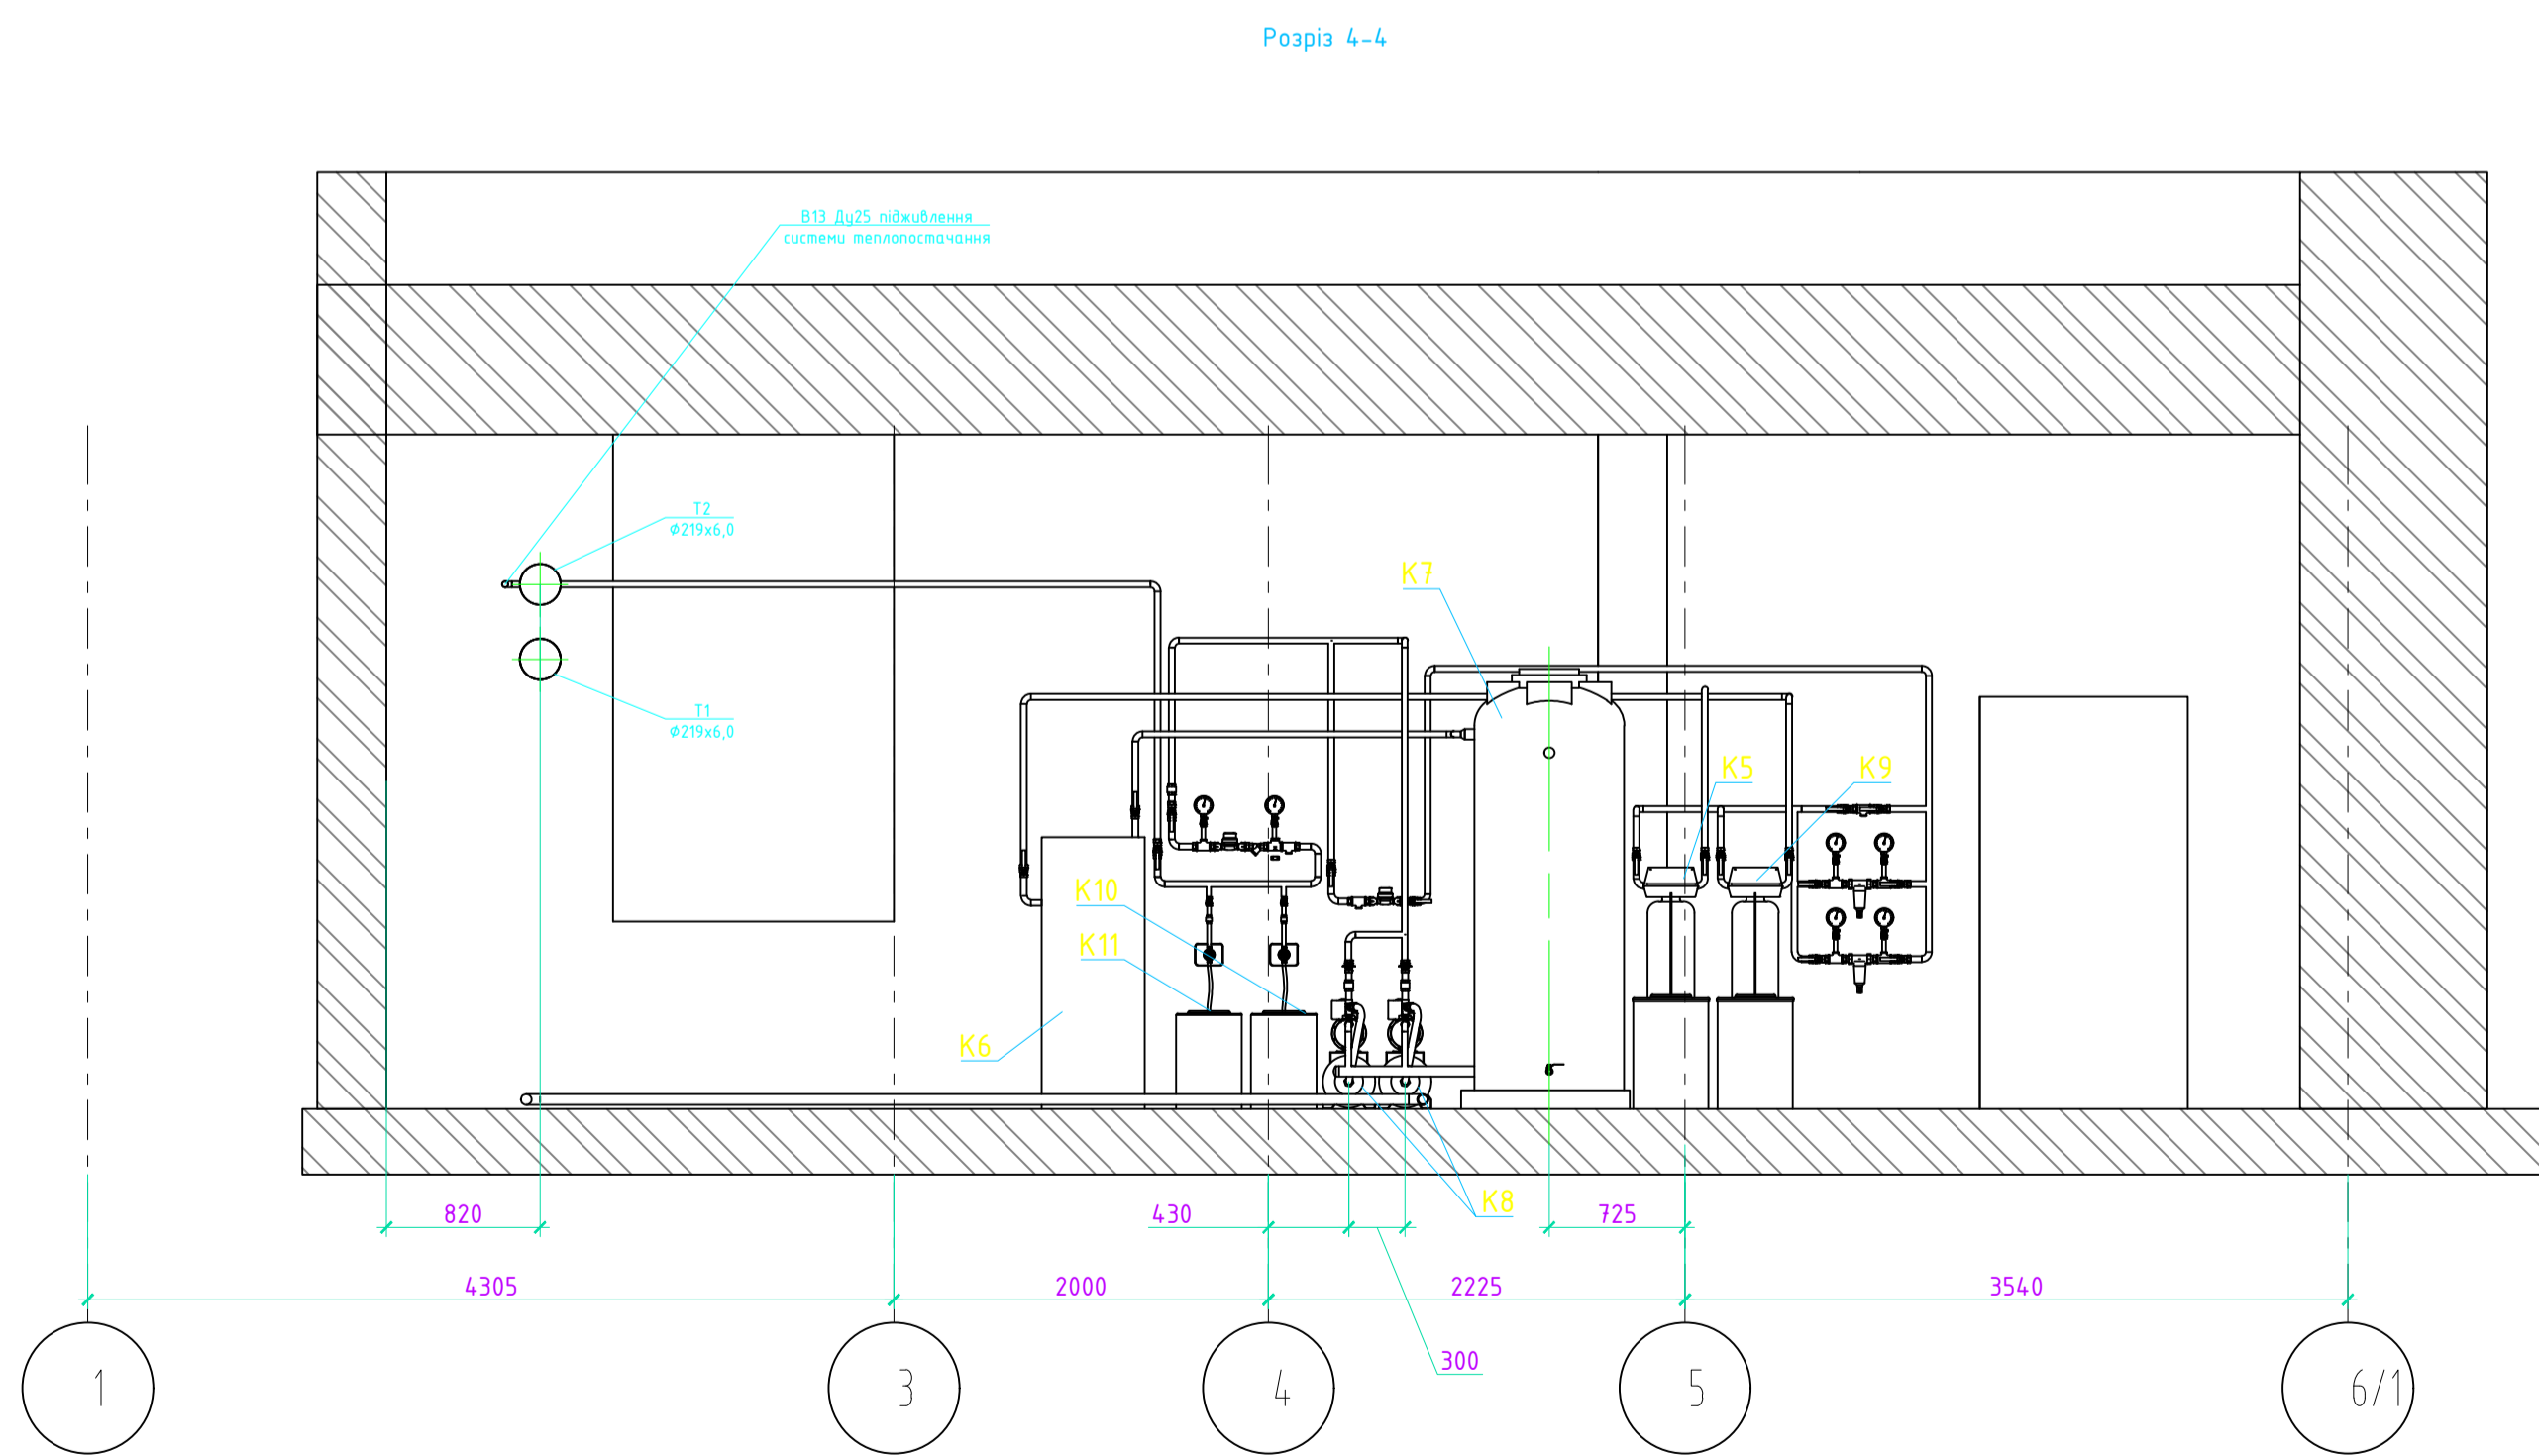 Розріз 4-4
В13 Ду25 підживлення
системи теплопостачання
Т2
Ф219х6,0
Т1
Ф219х6,0
К7
К5
К9
К10
К11
К6
К8
820
430
725
4305
2000
2225
3540
300
1
3
4
5
6/1